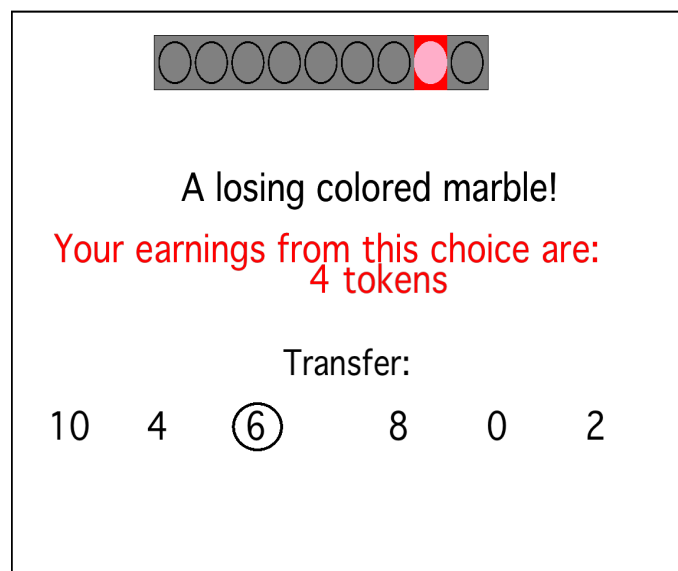 A losing colored marble!
Your earnings from this choice are:
4 tokens
Transfer:
10 4 6 8 0 2